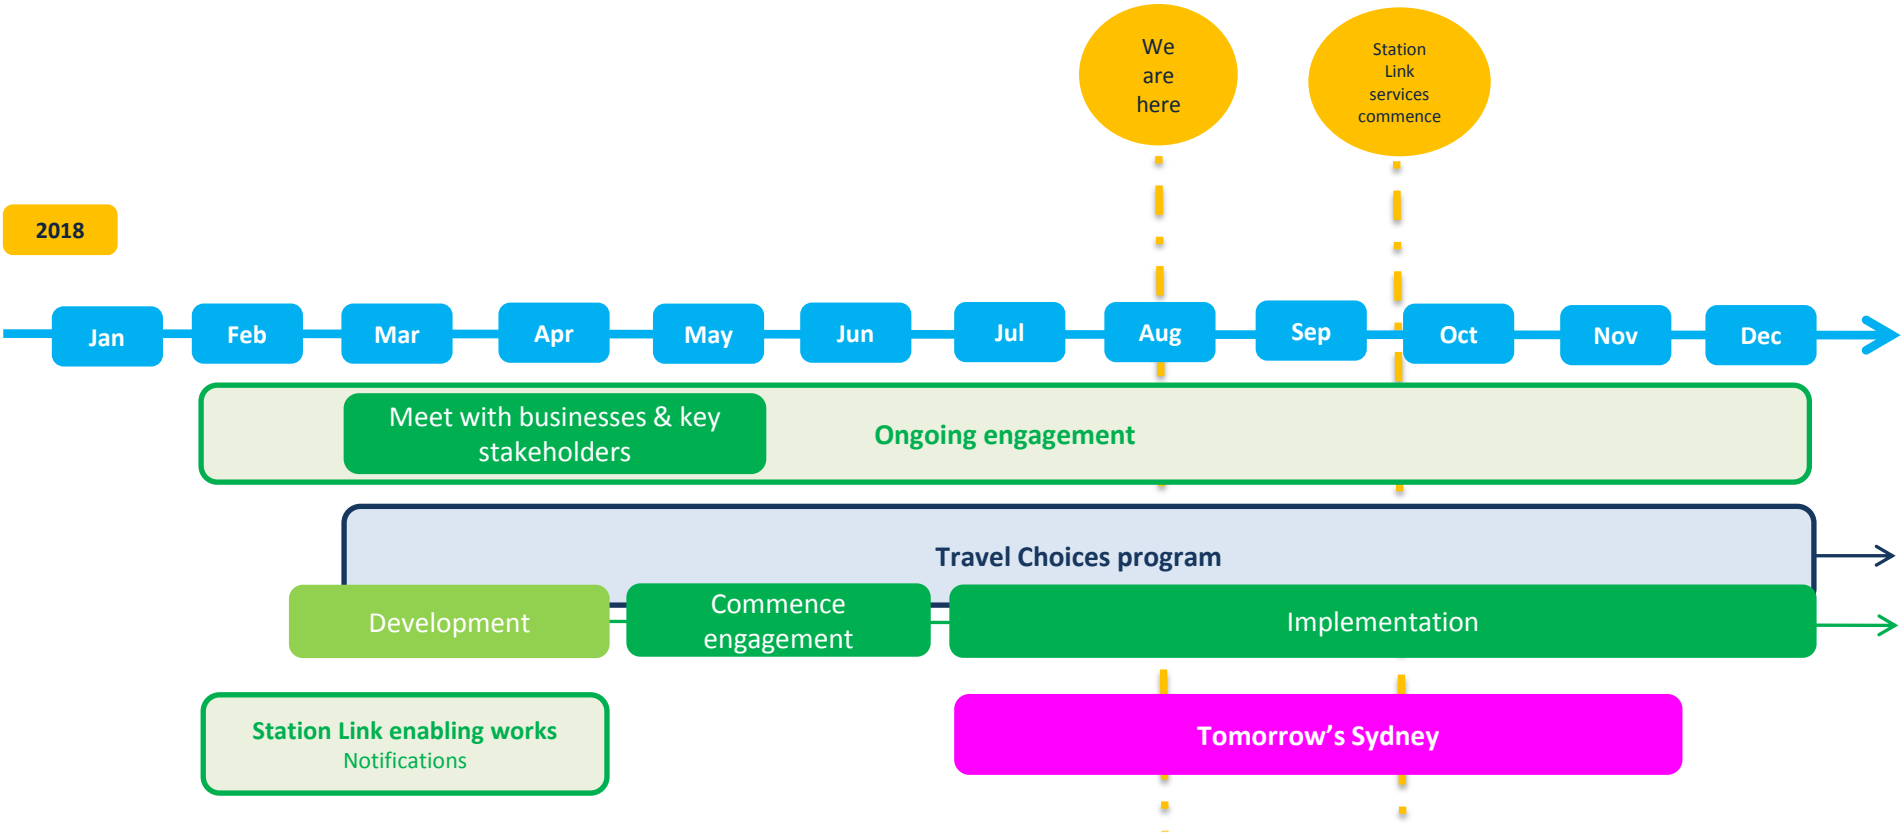 We
are
here
Station
Link
services
commence
2018
Jan
Feb
Mar
Apr
May
Jun
Jul
Aug
Sep
Oct
Nov
Dec
Meet with businesses & key
stakeholders
Ongoing engagement
Travel Choices program
Development
Commence
engagement
Implementation
Station Link enabling works
Notifications
Tomorrow’s Sydney